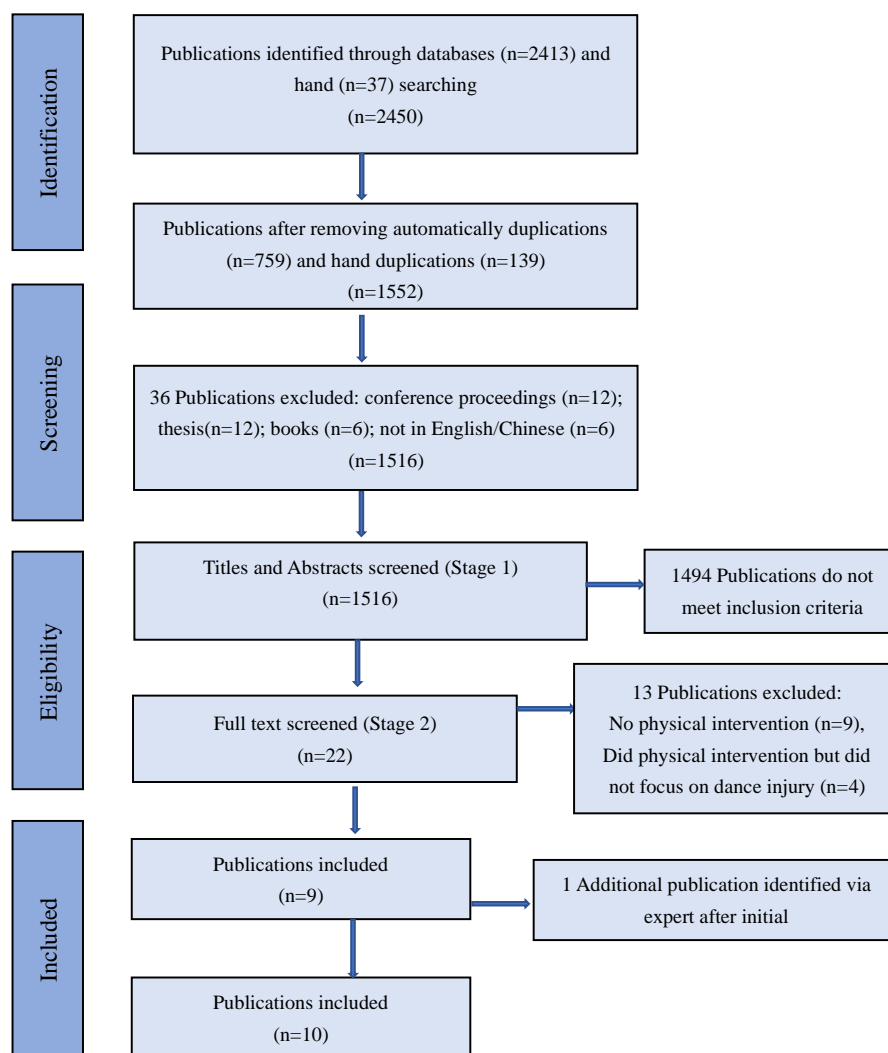 Identification
Publications identified through databases (n=2413) and
hand (n=37) searching
(n=2450)
Publications after removing automatically duplications
(n=759) and hand duplications (n=139)
(n=1552)
Screening
36 Publications excluded: conference proceedings (n=12);
thesis(n=12); books (n=6); not in English/Chinese (n=6)
(n=1516)
Eligibility
Titles and Abstracts screened (Stage 1)
(n=1516)
1494 Publications do not
meet inclusion criteria
Full text screened (Stage 2)
(n=22)
13 Publications excluded:
No physical intervention (n=9),
Did physical intervention but did
not focus on dance injury (n=4)
Included
Publications included
(n=9)
1 Additional publication identified via
expert after initial
Publications included
(n=10)